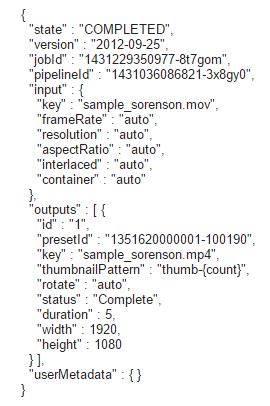 {
"state" : "COMPLETED",
"version" : "2012-09-25",
"jobId" : "1431229350977-8t7gom",
"pipelineId" : "1431036086821-3x8gy0",
"input" : {
"key" : "sample_sorenson.mov",
"frameRate" : "auto",
"resolution" : "auto",
"aspectRatio" : "auto",
"interlaced" : "auto",
"container" : "auto"
},
"outputs" : [ {
"id" : "1",
"presetId" : "1351620000001-100190",
"key" : "sample_sorenson.mp4",
"thumbnailPattern" : "thumb-{count}",
"rotate" : "auto",
"status" : "Complete",
"duration" : 5,
"width" : 1920,
"height" : 1080
} ],
"userMetadata" : { }
}